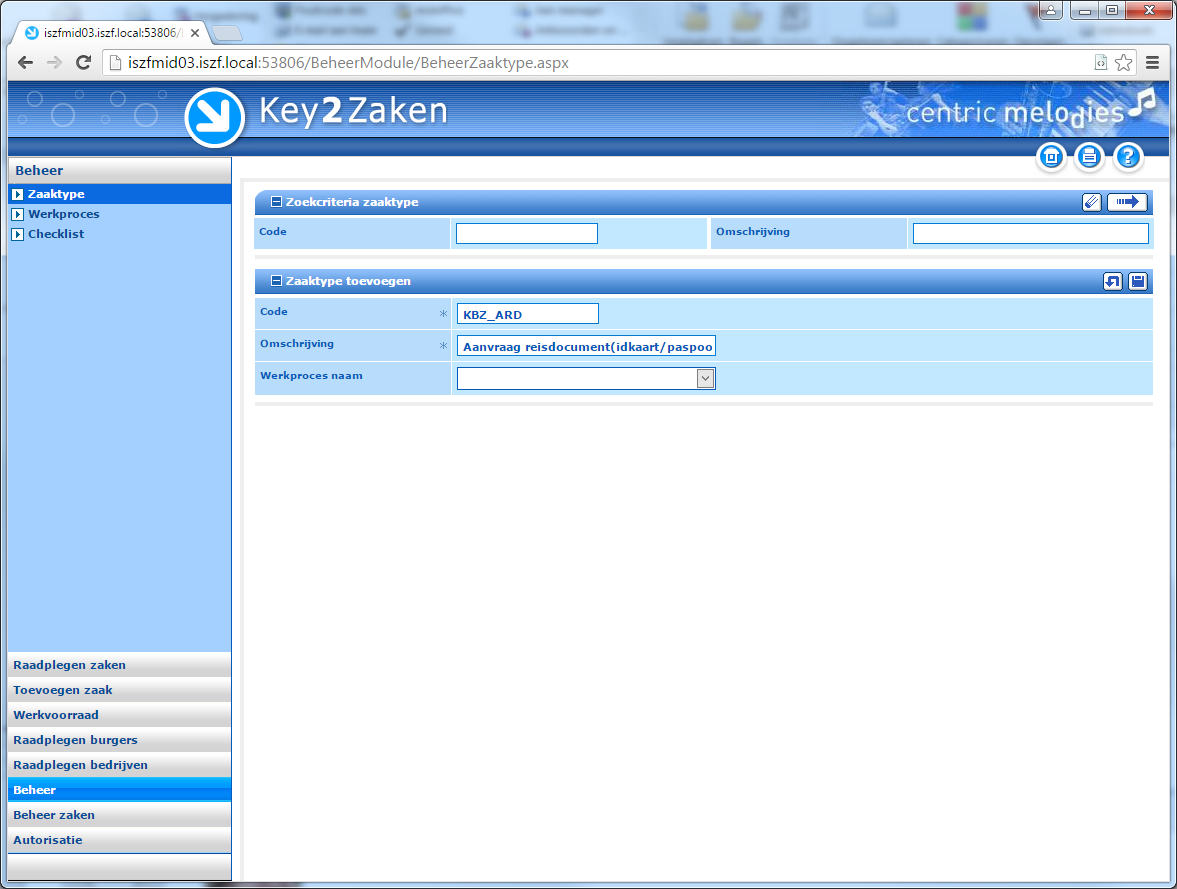 iszfmid03.iszf.local:53806/
iszfmid03.iszf.local:53806/BeheerModule/BeheerZaaktype.aspx
Key2Zaken
centric melodies
Beheer
Zaaktype
Werkproces
Checklist
Zoekcriteria zaaktype
Code
Omschrijving
Zaaktype toevoegen
Code * KBZ_ARD
Omschrijving * Aanvraag reisdocument(idkaart/paspoo
Werkproces naam
Raadplegen zaken
Toevoegen zaak
Werkvoorraad
Raadplegen burgers
Raadplegen bedrijven
Beheer
Beheer zaken
Autorisatie